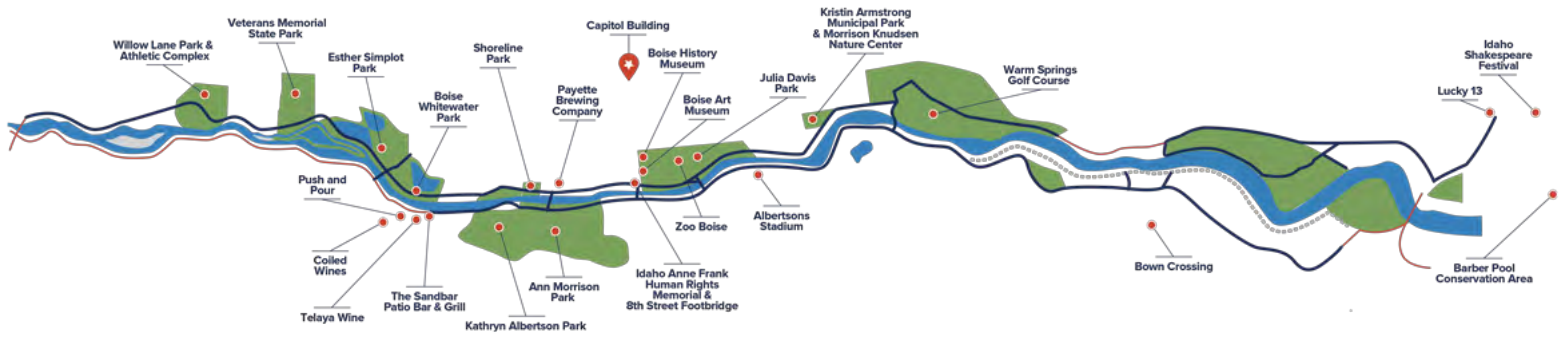 Willow Lane Park &
Athletic Complex
Veterans Memorial
State Park
Esther Simplot
Park
Boise
Whitewater
Park
Shoreline
Park
Payette
Brewing
Company
Capitol Building
Boise History
Museum
Boise Art
Museum
Julia Davis
Park
Kristin Armstrong
Municipal Park
& Morrison Knudsen
Nature Center
Warm Springs
Golf Course
Lucky 13
Idaho
Shakespeare
Festival
Push and
Pour
Coiled
Wines
Telaya Wine
The Sandbar
Patio Bar & Grill
Kathryn Albertson Park
Ann Morrison
Park
Idaho Anne Frank
Human Rights
Memorial &
8th Street Footbridge
Zoo Boise
Albertsons
Stadium
Bown Crossing
Barber Pool
Conservation Area